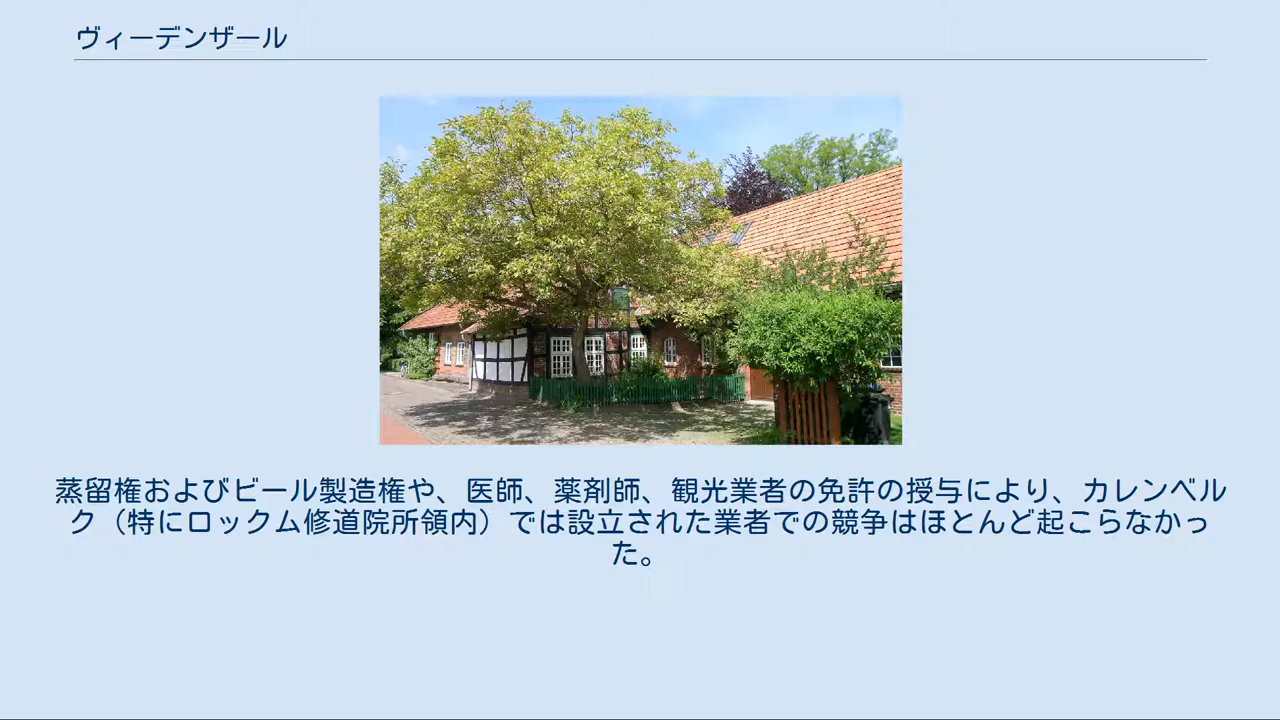 ヴィーデンザール
蒸留権およびビール製造権や、医師、薬剤師、観光業者の免許の授与により、カレンベル
ク（特にロックム修道院所領内）では設立された業者での競争はほとんど起こらなかっ
た。